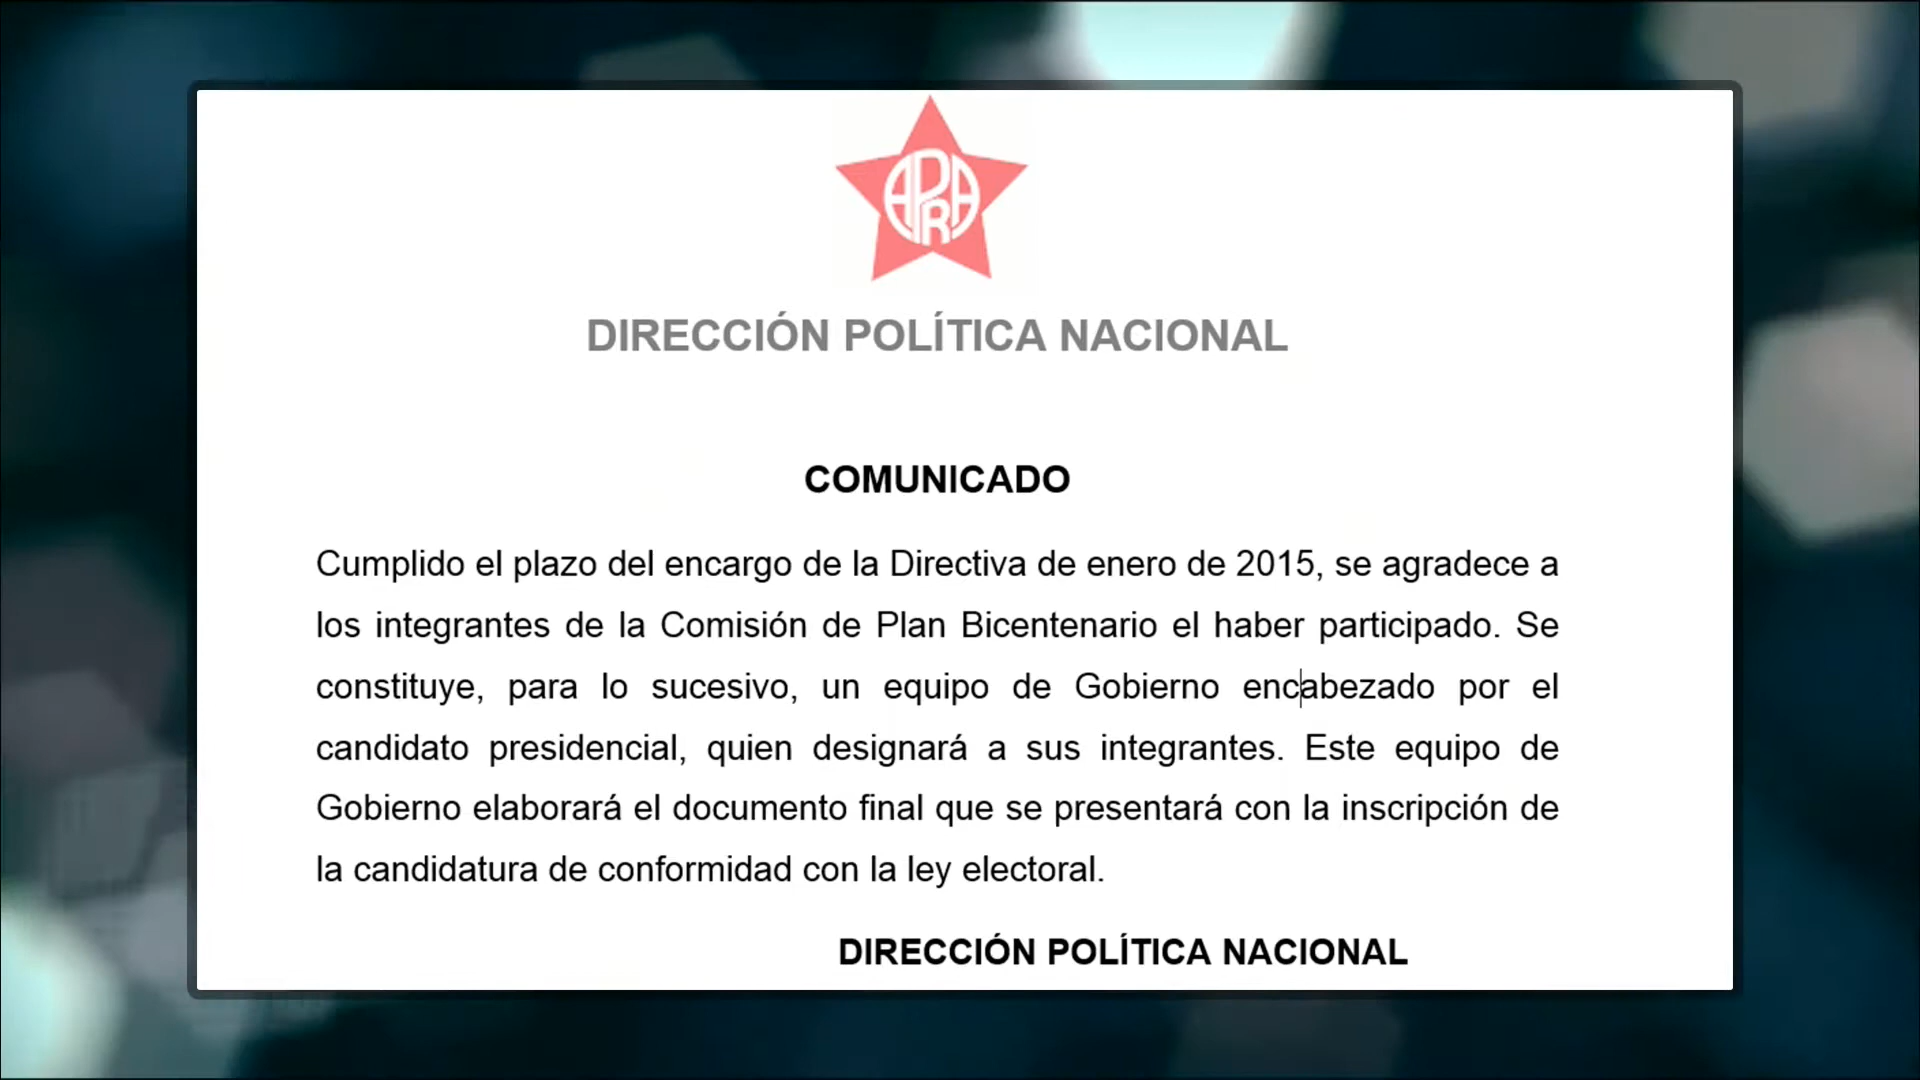 APRA
DIRECCIÓN POLÍTICA NACIONAL
COMUNICADO
Cumplido el plazo del encargo de la Directiva de enero de 2015, se agradece a
los integrantes de la Comisión de Plan Bicentenario el haber participado. Se
constituye, para lo sucesivo, un equipo de Gobierno encabezado por el
candidato presidencial, quien designará a sus integrantes. Este equipo de
Gobierno elaborará el documento final que se presentará con la inscripción de
la candidatura de conformidad con la ley electoral.
DIRECCIÓN POLÍTICA NACIONAL